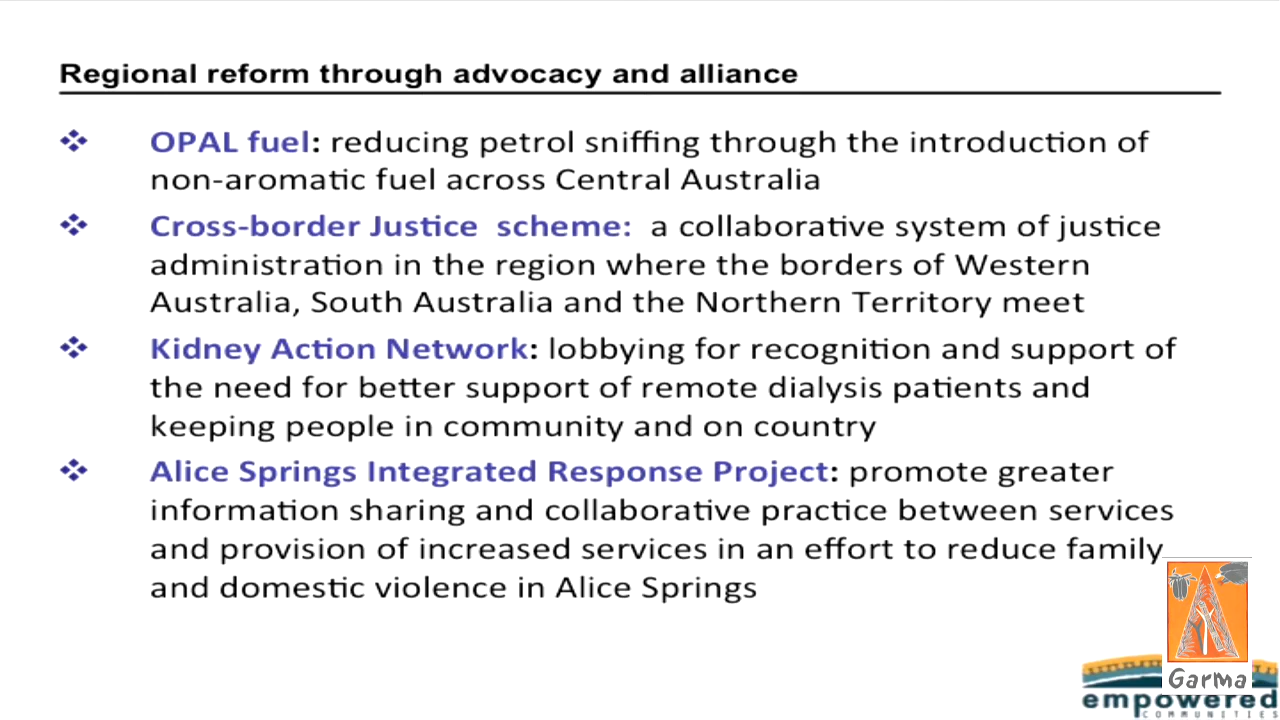 Regional reform through advocacy and alliance
OPAL fuel: reducing petrol sniffing through the introduction of
non-aromatic fuel across Central Australia
Cross-border Justice scheme: a collaborative system of justice
administration in the region where the borders of Western
Australia, South Australia and the Northern Territory meet
Kidney Action Network: lobbying for recognition and support of
the need for better support of remote dialysis patients and
keeping people in community and on country
Alice Springs Integrated Response Project: promote greater
information sharing and collaborative practice between services
and provision of increased services in an effort to reduce family
and domestic violence in Alice Springs
Garma
empowered
COMMUNITIES